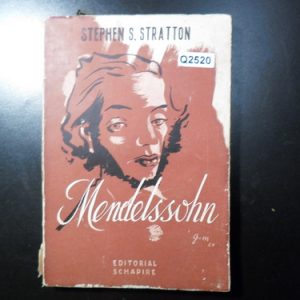 STEPHEN S. STRATTON
Q2520
Mendelssohn
EDITORIAL
SCHAPIRE